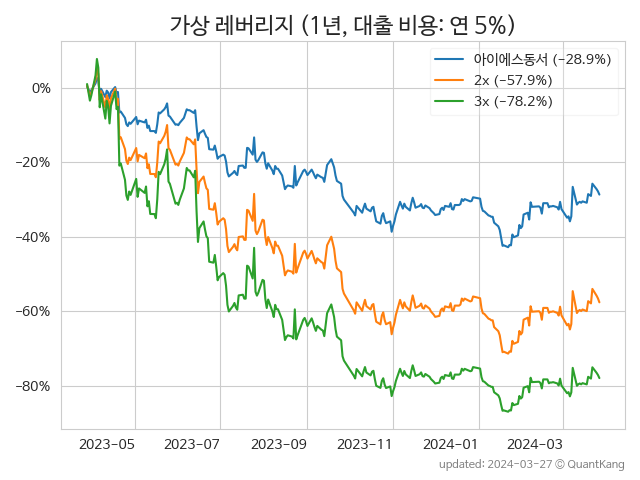 가상 레버리지 (1년, 대출 비용: 연 5%)
아이에스동서 (−28.9%)
2x (−57.9%)
3x (−78.2%)
0%
−20%
−40%
−60%
−80%
2023−05 2023−07 2023−09 2023−11 2024−01 2024−03
updated: 2024−03−27 © QuantKang